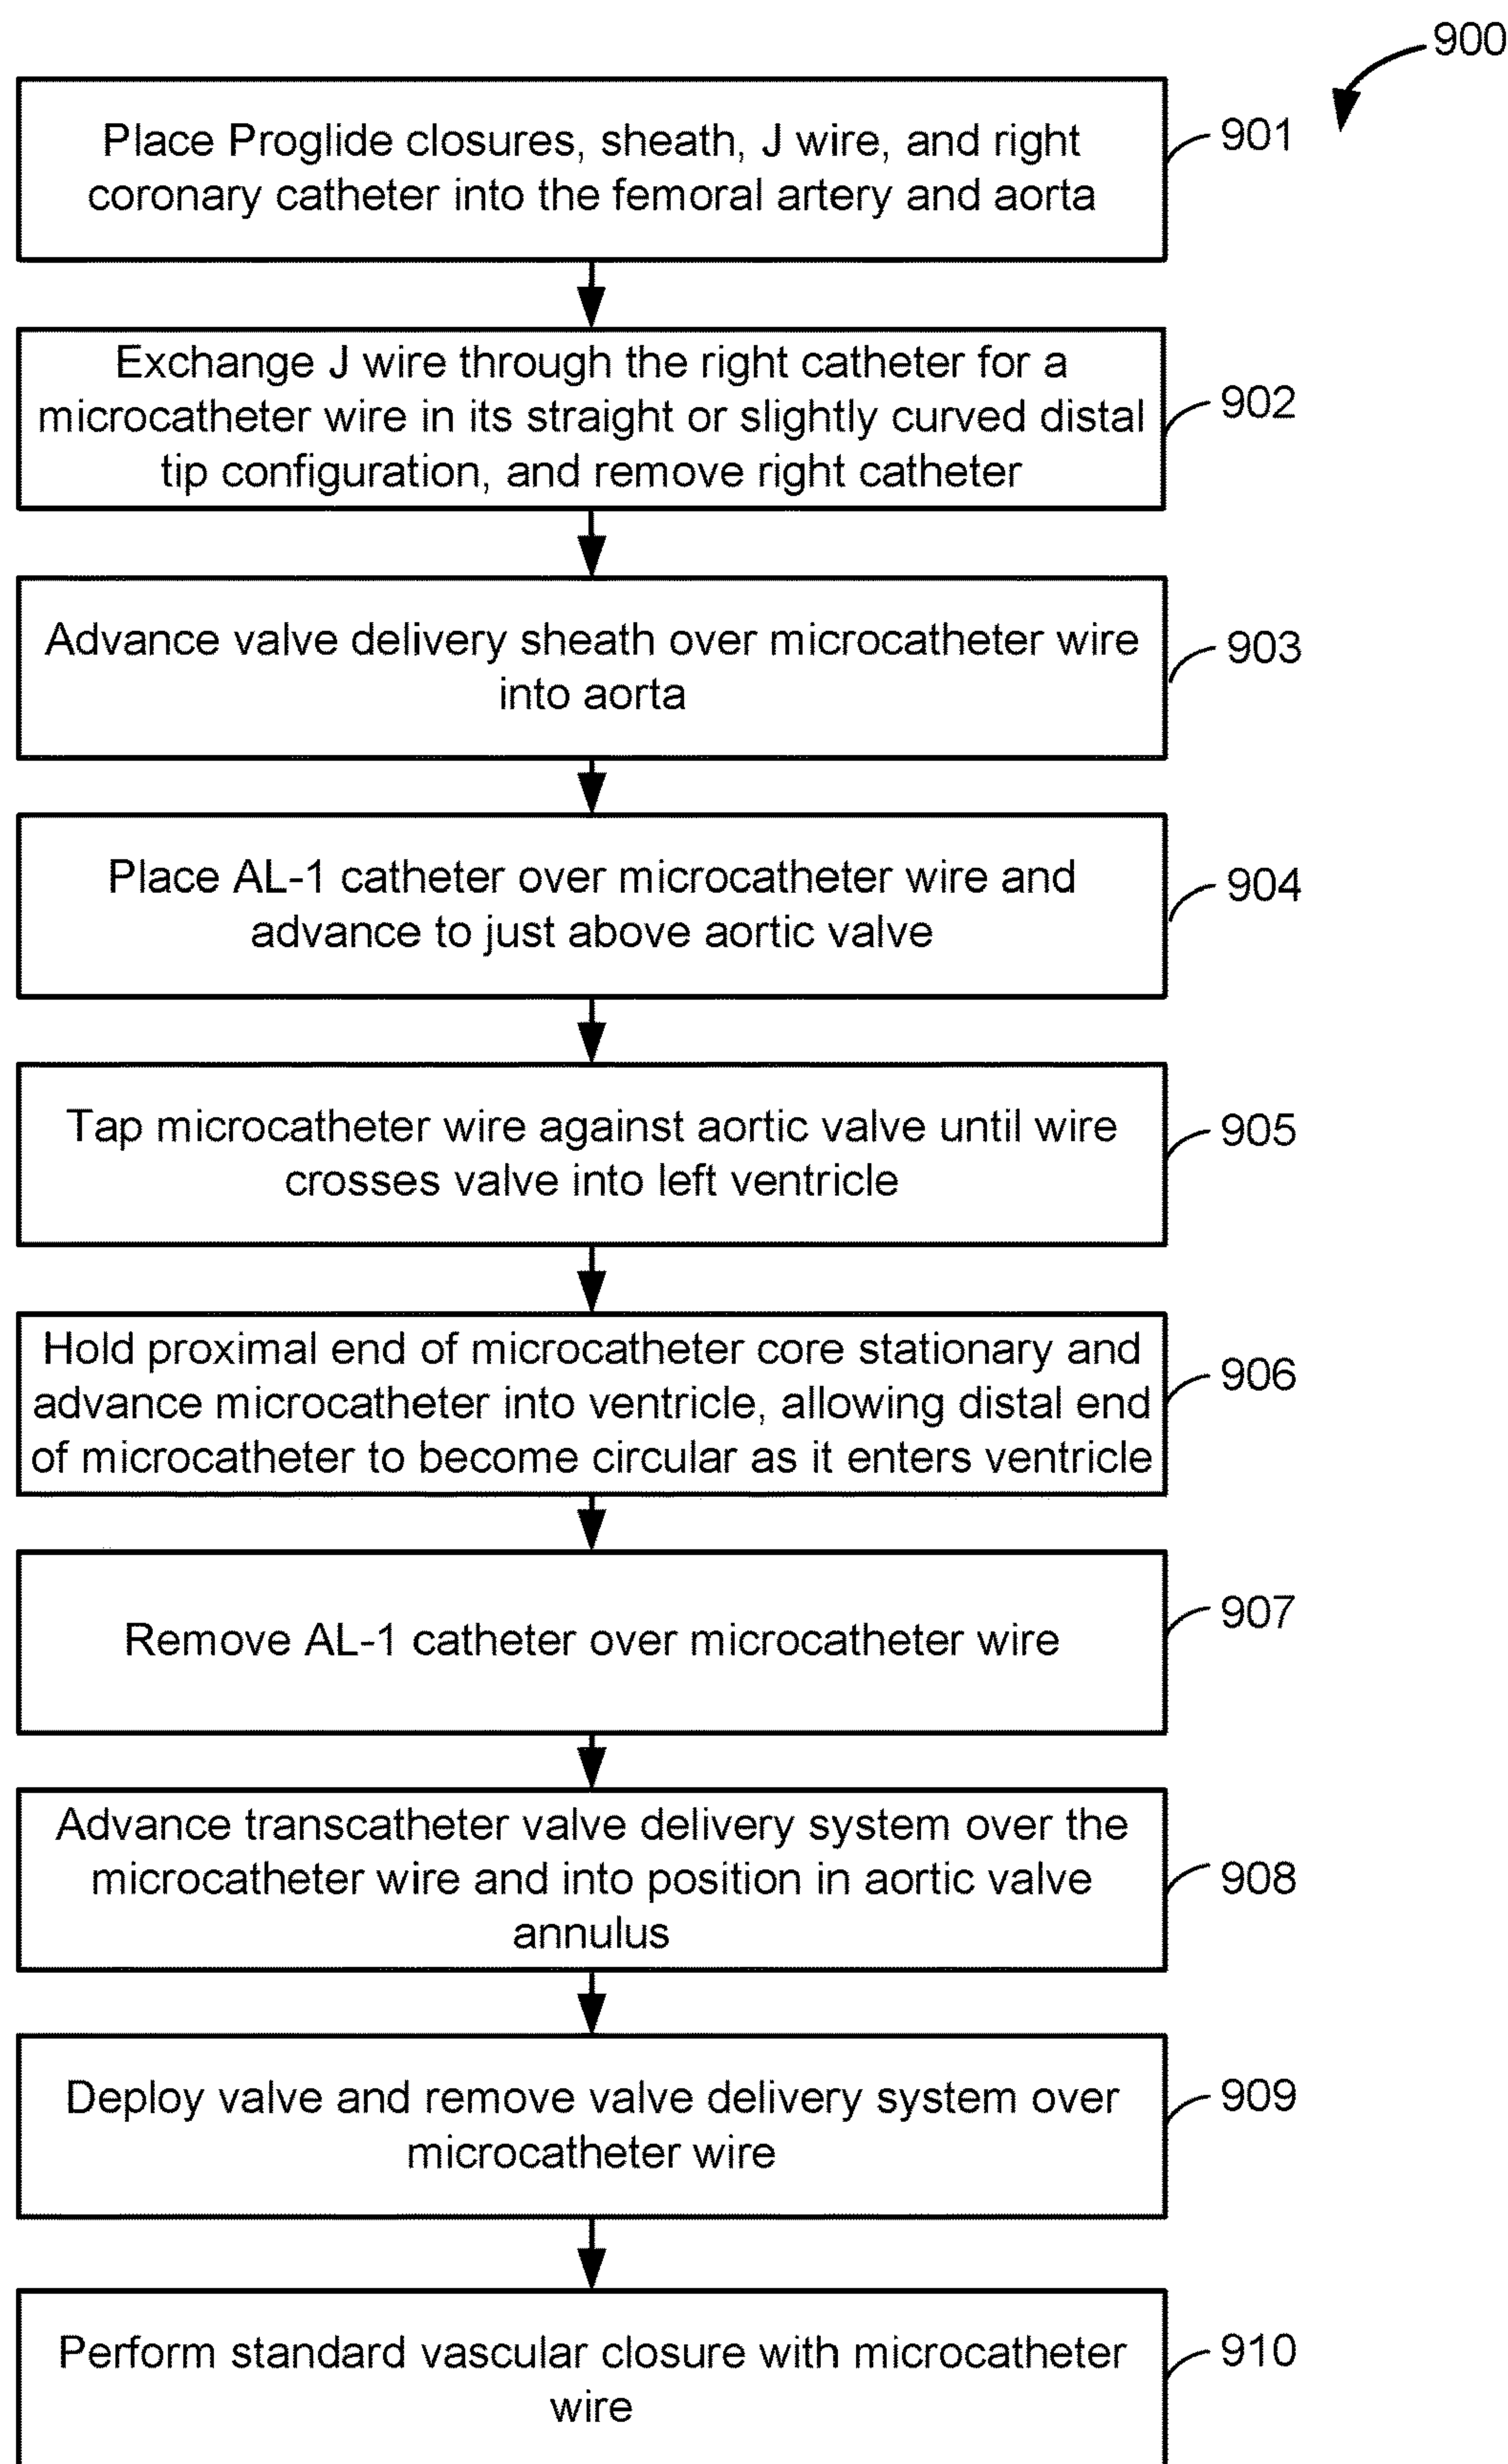 900
Place Proglide closures, sheath, J wire, and right
coronary catheter into the femoral artery and aorta
901
Exchange J wire through the right catheter for a
microcatheter wire in its straight or slightly curved distal
tip configuration, and remove right catheter
902
Advance valve delivery sheath over microcatheter wire
into aorta
903
Place AL-1 catheter over microcatheter wire and
advance to just above aortic valve
904
Tap microcatheter wire against aortic valve until wire
crosses valve into left ventricle
905
Hold proximal end of microcatheter core stationary and
advance microcatheter into ventricle, allowing distal end
of microcatheter to become circular as it enters ventricle
906
Remove AL-1 catheter over microcatheter wire
907
Advance transcatheter valve delivery system over the
microcatheter wire and into position in aortic valve
annulus
908
Deploy valve and remove valve delivery system over
microcatheter wire
909
Perform standard vascular closure with microcatheter
wire
910